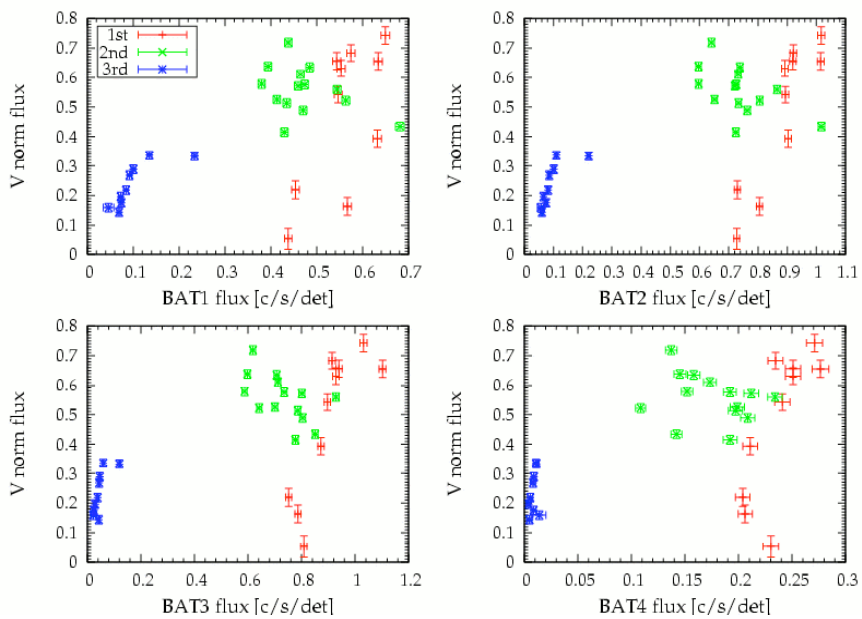 1st
2nd
3rd
V norm flux
0.8
0.7
0.6
0.5
0.4
0.3
0.2
0.1
0
0 0.1 0.2 0.3 0.4 0.5 0.6 0.7
BAT1 flux [c/s/det]
V norm flux
0.8
0.7
0.6
0.5
0.4
0.3
0.2
0.1
0
0 0.1 0.2 0.3 0.4 0.5 0.6 0.7 0.8 0.9 1 1.1
BAT2 flux [c/s/det]
V norm flux
0.8
0.7
0.6
0.5
0.4
0.3
0.2
0.1
0
0 0.2 0.4 0.6 0.8 1 1.2
BAT3 flux [c/s/det]
V norm flux
0.8
0.7
0.6
0.5
0.4
0.3
0.2
0.1
0
0 0.05 0.1 0.15 0.2 0.25 0.3
BAT4 flux [c/s/det]